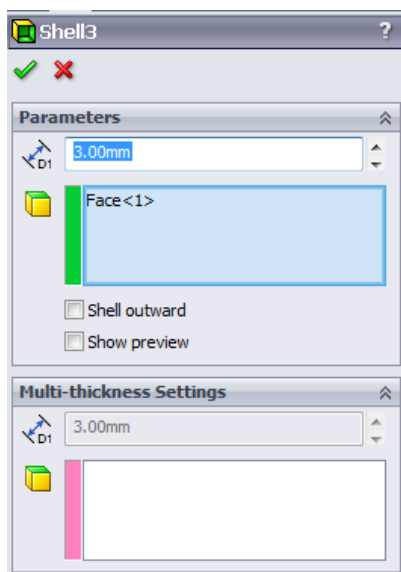 Shell3 ?
Parameters
D1 3.00mm
Face<1>
Shell outward
Show preview
Multi-thickness Settings
D1 3.00mm